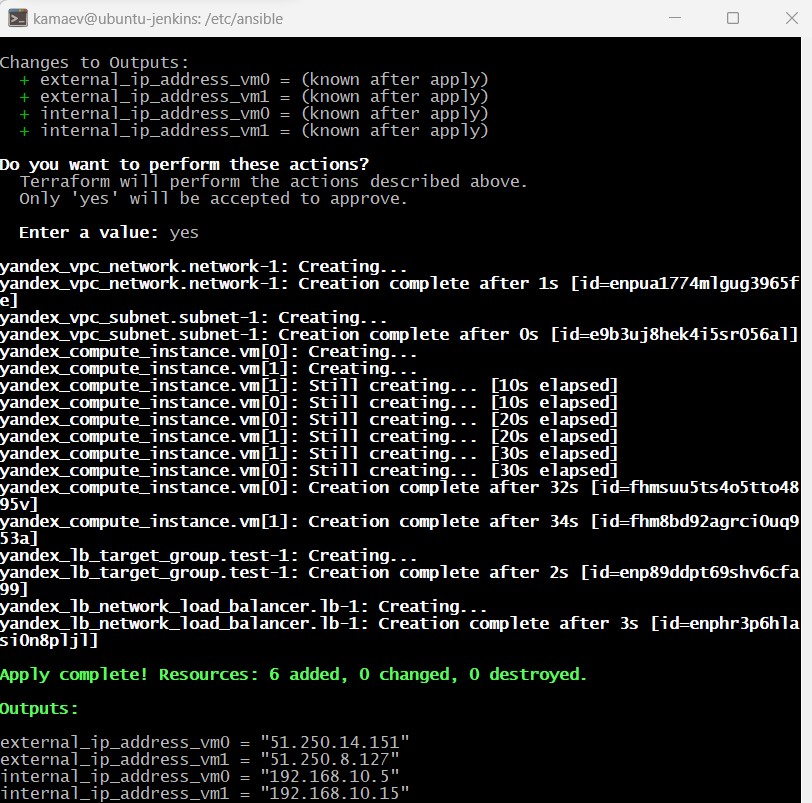 kamaev@ubuntu-jenkins: /etc/ansible
Changes to Outputs:
  + external_ip_address_vm0 = (known after apply)
  + external_ip_address_vm1 = (known after apply)
  + internal_ip_address_vm0 = (known after apply)
  + internal_ip_address_vm1 = (known after apply)
Do you want to perform these actions?
  Terraform will perform the actions described above.
  Only 'yes' will be accepted to approve.
  Enter a value: yes
yandex_vpc_network.network-1: Creating...
yandex_vpc_network.network-1: Creation complete after 1s [id=enpua1774mlgug3965f
e]
yandex_vpc_subnet.subnet-1: Creating...
yandex_vpc_subnet.subnet-1: Creation complete after 0s [id=e9b3uj8hek4i5sr056al]
yandex_compute_instance.vm[0]: Creating...
yandex_compute_instance.vm[1]: Creating...
yandex_compute_instance.vm[1]: Still creating... [10s elapsed]
yandex_compute_instance.vm[0]: Still creating... [10s elapsed]
yandex_compute_instance.vm[0]: Still creating... [20s elapsed]
yandex_compute_instance.vm[1]: Still creating... [20s elapsed]
yandex_compute_instance.vm[1]: Still creating... [30s elapsed]
yandex_compute_instance.vm[0]: Still creating... [30s elapsed]
yandex_compute_instance.vm[0]: Creation complete after 32s [id=fhmsuu5ts4o5tto48
95v]
yandex_compute_instance.vm[1]: Creation complete after 34s [id=fhm8bd92agrci0uq9
53a]
yandex_lb_target_group.test-1: Creating...
yandex_lb_target_group.test-1: Creation complete after 2s [id=enp89ddpt69shv6cfa
99]
yandex_lb_network_load_balancer.lb-1: Creating...
yandex_lb_network_load_balancer.lb-1: Creation complete after 3s [id=enphr3p6hla
si0n8pljl]
Apply complete! Resources: 6 added, 0 changed, 0 destroyed.
Outputs:
external_ip_address_vm0 = "51.250.14.151"
external_ip_address_vm1 = "51.250.8.127"
internal_ip_address_vm0 = "192.168.10.5"
internal_ip_address_vm1 = "192.168.10.15"